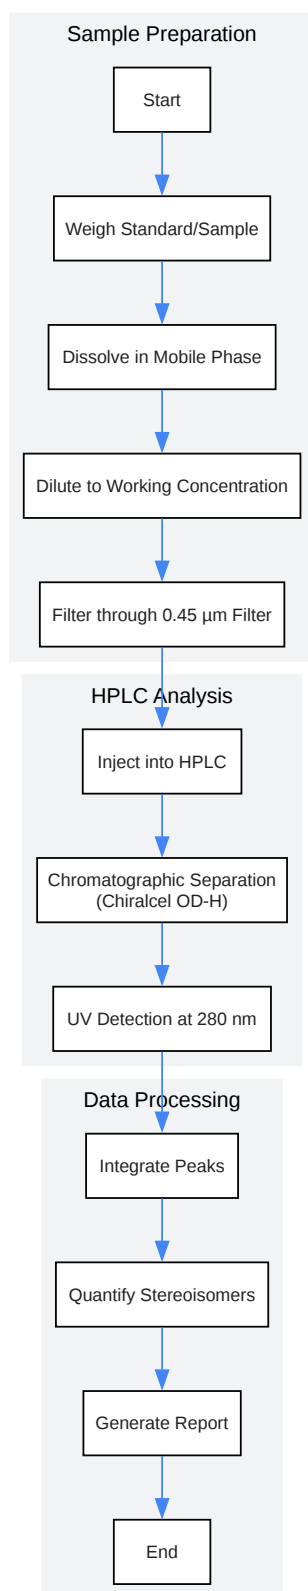 Sample Preparation
Start
Weigh Standard/Sample
Dissolve in Mobile Phase
Dilute to Working Concentration
Filter through 0.45 µm Filter
HPLC Analysis
Inject into HPLC
Chromatographic Separation
(Chiralcel OD-H)
UV Detection at 280 nm
Data Processing
Integrate Peaks
Quantify Stereoisomers
Generate Report
End